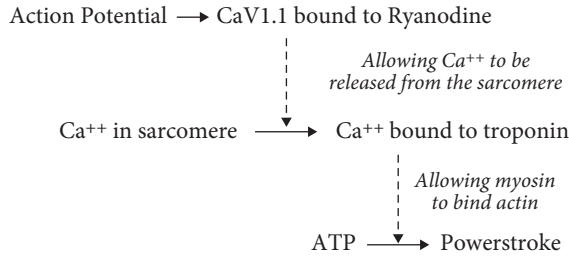 Action Potential → CaV1.1 bound to Ryanodine
Allowing Ca⁺⁺ to be
released from the sarcomere
Ca⁺⁺ in sarcomere → Ca⁺⁺ bound to troponin
Allowing myosin
to bind actin
ATP → Powerstroke